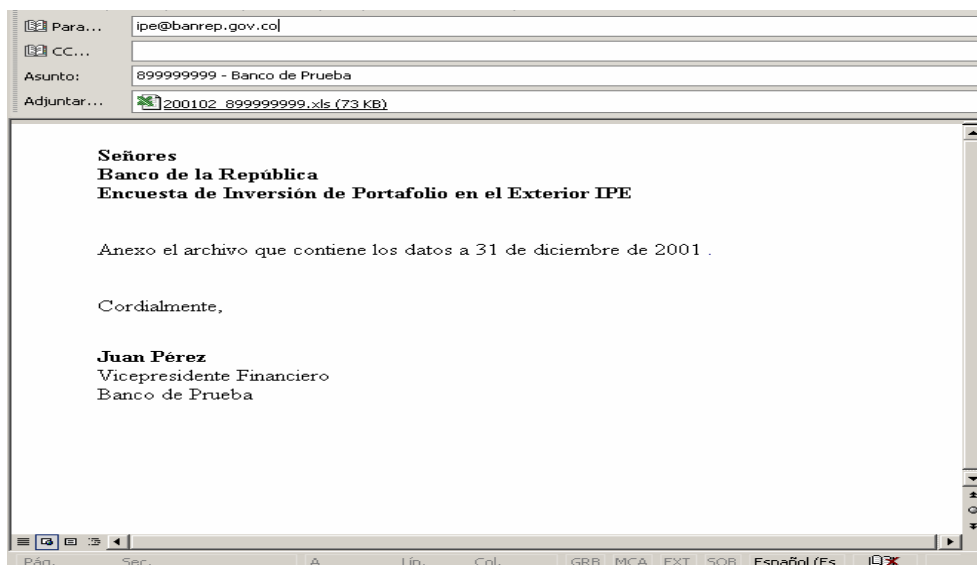 Para... ipe@banrep.gov.co
CC...
Asunto: 899999999 - Banco de Prueba
Adjuntar... 200102_899999999.xls (73 KB)
Señores
Banco de la República
Encuesta de Inversión de Portafolio en el Exterior IPE
Anexo el archivo que contiene los datos a 31 de diciembre de 2001 .
Cordialmente,
Juan Pérez
Vicepresidente Financiero
Banco de Prueba
Pág. Sec. A Lín. Col. GRB MCA EXT SOB Español (Es